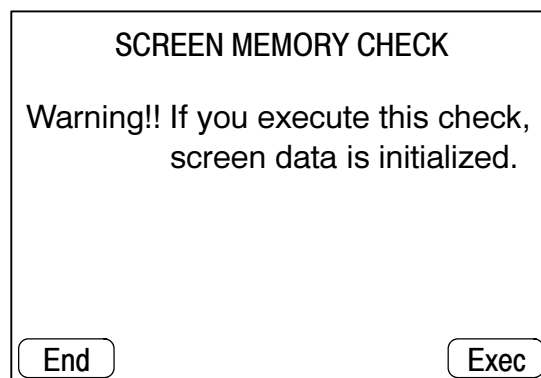 SCREEN MEMORY CHECK
Warning!! If you execute this check,
screen data is initialized.
End
Exec